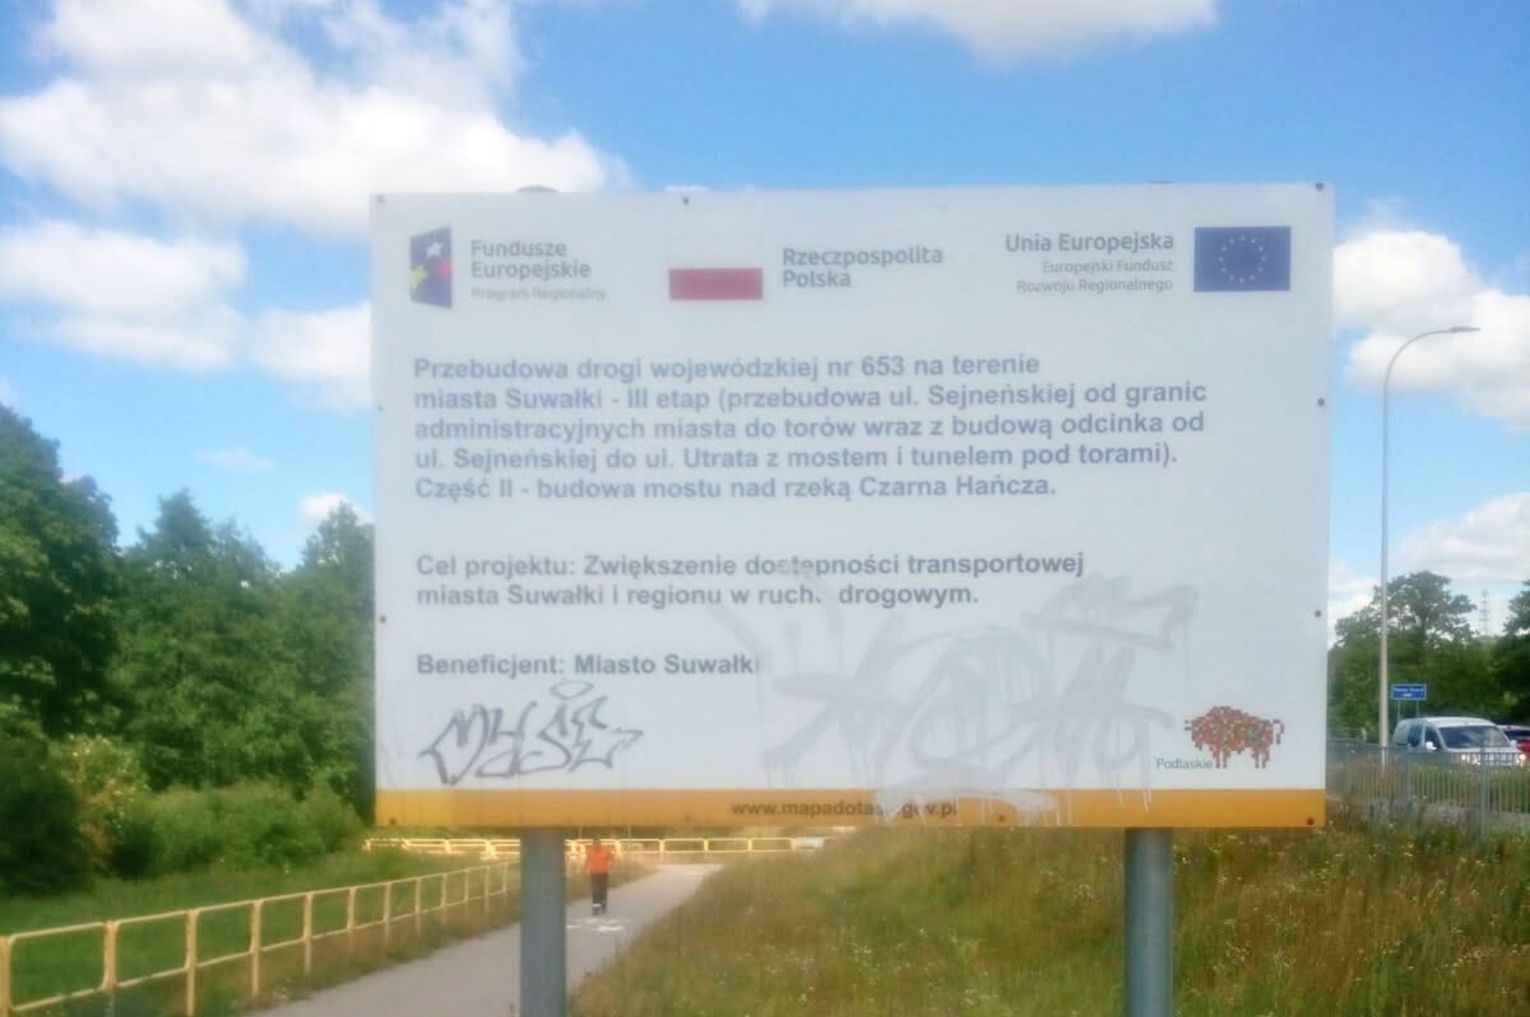 Fundusze
Europejskie
Program Regionalny
Rzeczpospolita
Polska
Unia Europejska
Europejski Fundusz
Rozwoju Regionalnego
Przebudowa drogi wojewódzkiej nr 653 na terenie
miasta Suwałki - III etap (przebudowa ul. Sejneńskiej od granic
administracyjnych miasta do torów wraz z budową odcinka od
ul. Sejneńskiej do ul. Utrata z mostem i tunelem pod torami).
Część II - budowa mostu nad rzeką Czarna Hańcza.
Cel projektu: Zwiększenie dostępności transportowej
miasta Suwałki i regionu w ruch. drogowym.
Beneficjent: Miasto Suwałki
Podlaskie